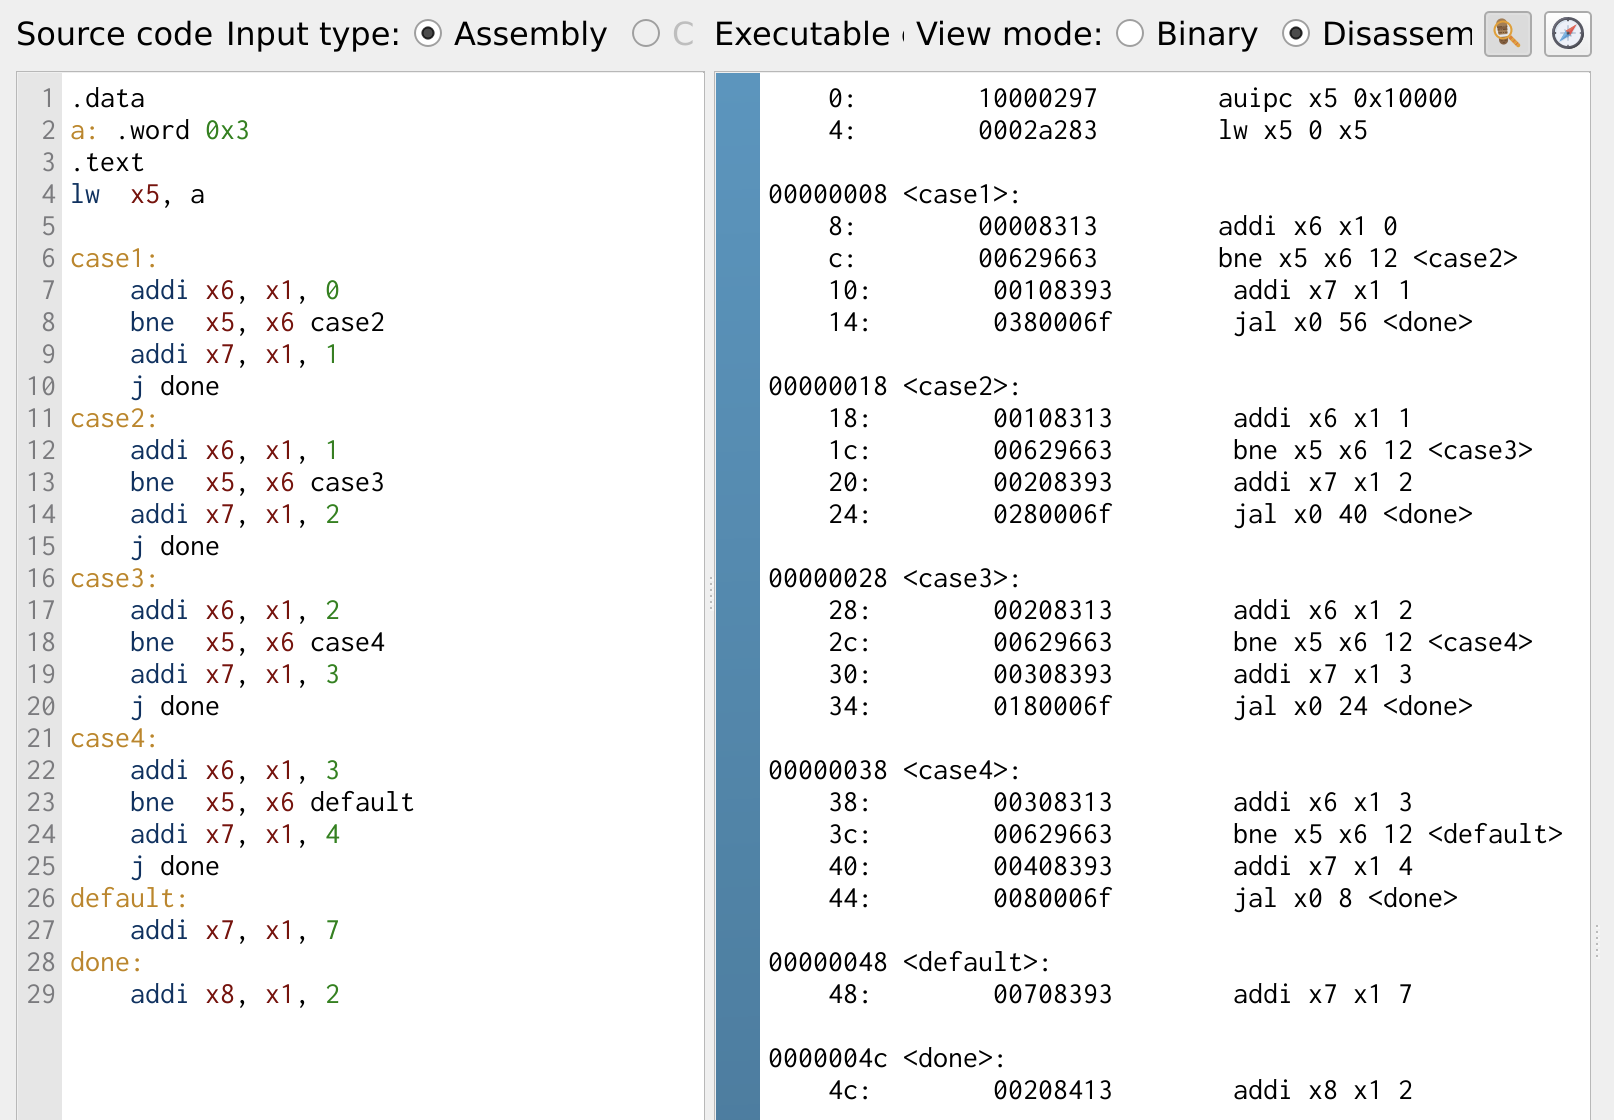 Source code Input type: Assembly C Executable View mode: Binary Disassem
1 .data
2 a: .word 0x3
3 .text
4 lw  x5, a
5
6 case1:
7     addi x6, x1, 0
8     bne  x5, x6 case2
9     addi x7, x1, 1
10     j done
11 case2:
12     addi x6, x1, 1
13     bne  x5, x6 case3
14     addi x7, x1, 2
15     j done
16 case3:
17     addi x6, x1, 2
18     bne  x5, x6 case4
19     addi x7, x1, 3
20     j done
21 case4:
22     addi x6, x1, 3
23     bne  x5, x6 default
24     addi x7, x1, 4
25     j done
26 default:
27     addi x7, x1, 7
28 done:
29     addi x8, x1, 2
0: 10000297 auipc x5 0x10000
4: 0002a283 lw x5 0 x5
00000008 <case1>:
8: 00008313 addi x6 x1 0
c: 00629663 bne x5 x6 12 <case2>
10: 00108393 addi x7 x1 1
14: 0380006f jal x0 56 <done>
00000018 <case2>:
18: 00108313 addi x6 x1 1
1c: 00629663 bne x5 x6 12 <case3>
20: 00208393 addi x7 x1 2
24: 0280006f jal x0 40 <done>
00000028 <case3>:
28: 00208313 addi x6 x1 2
2c: 00629663 bne x5 x6 12 <case4>
30: 00308393 addi x7 x1 3
34: 0180006f jal x0 24 <done>
00000038 <case4>:
38: 00308313 addi x6 x1 3
3c: 00629663 bne x5 x6 12 <default>
40: 00408393 addi x7 x1 4
44: 0080006f jal x0 8 <done>
00000048 <default>:
48: 00708393 addi x7 x1 7
0000004c <done>:
4c: 00208413 addi x8 x1 2